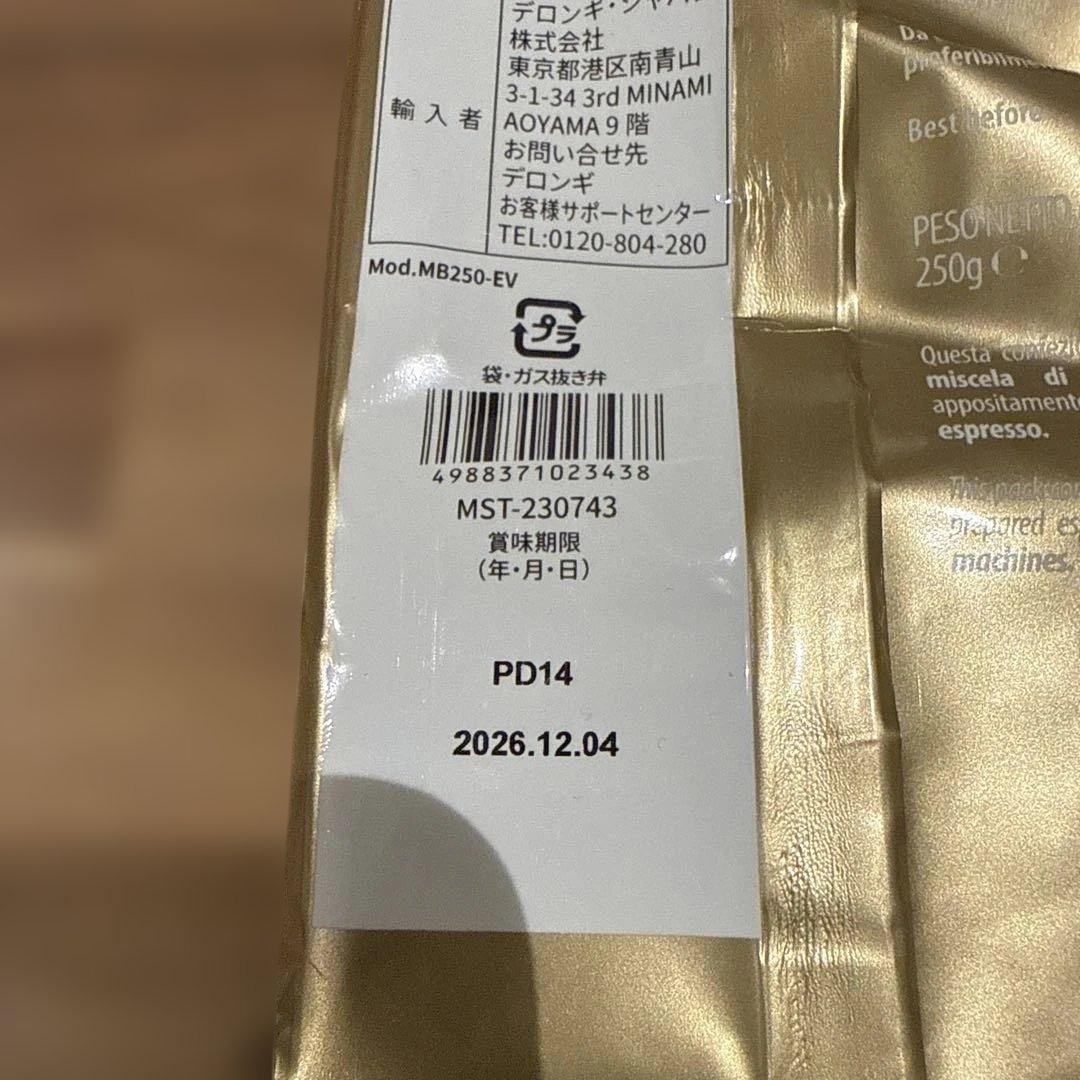 デロンギ・ジャパン
株式会社
東京都港区南青山
3-1-34 3rd MINAMI
AOYAMA 9 階
お問い合せ先
デロンギ
お客様サポートセンター
TEL:0120-804-280
輸入者
Mod.MB250-EV
プラ
袋・ガス抜き弁
4988371023438
MST-230743
賞味期限
(年・月・日)
PD14
2026.12.04
Da
Best before
PESO NETTO
250g
Questa
miscela di
appositamente
espresso.
This pack
prepared
machines.